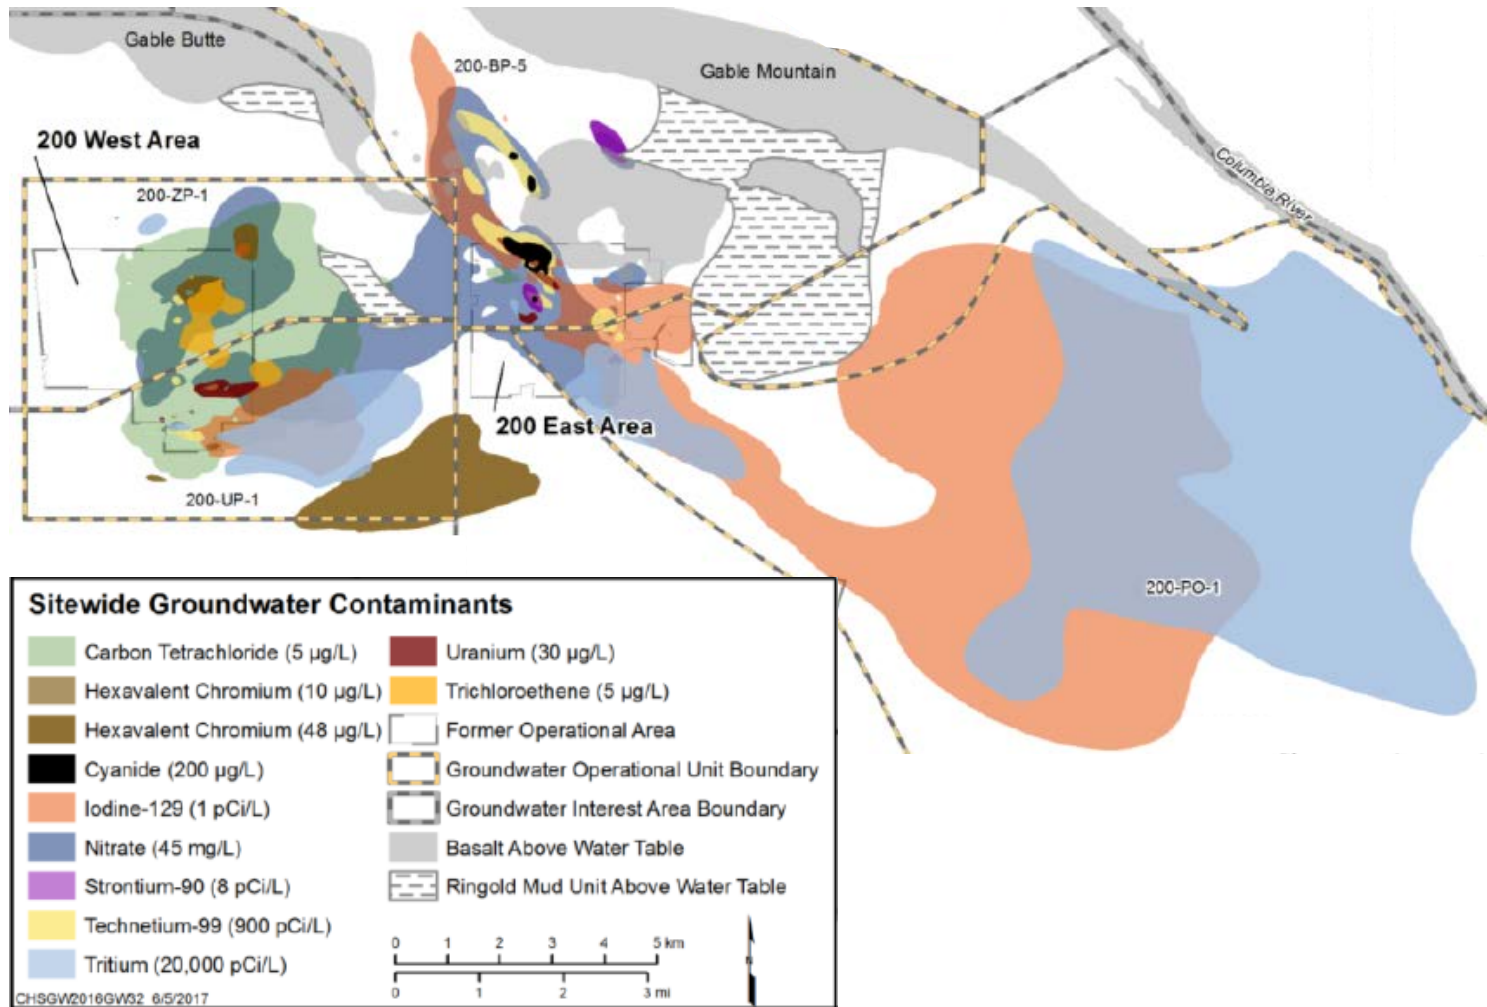 Gable Butte
200-BP-5
Gable Mountain
200 West Area
Columbia River
200-ZP-1
200 East Area
200-UP-1
200-PO-1
Sitewide Groundwater Contaminants
Carbon Tetrachloride (5 µg/L)
Hexavalent Chromium (10 µg/L)
Hexavalent Chromium (48 µg/L)
Cyanide (200 µg/L)
Iodine-129 (1 pCi/L)
Nitrate (45 mg/L)
Strontium-90 (8 pCi/L)
Technetium-99 (900 pCi/L)
Tritium (20,000 pCi/L)
Uranium (30 µg/L)
Trichloroethene (5 µg/L)
Former Operational Area
Groundwater Operational Unit Boundary
Groundwater Interest Area Boundary
Basalt Above Water Table
Ringold Mud Unit Above Water Table
0 1 2 3 4 5 km
0 1 2 3 mi
N
CHSGW2016GW32 6/5/2017